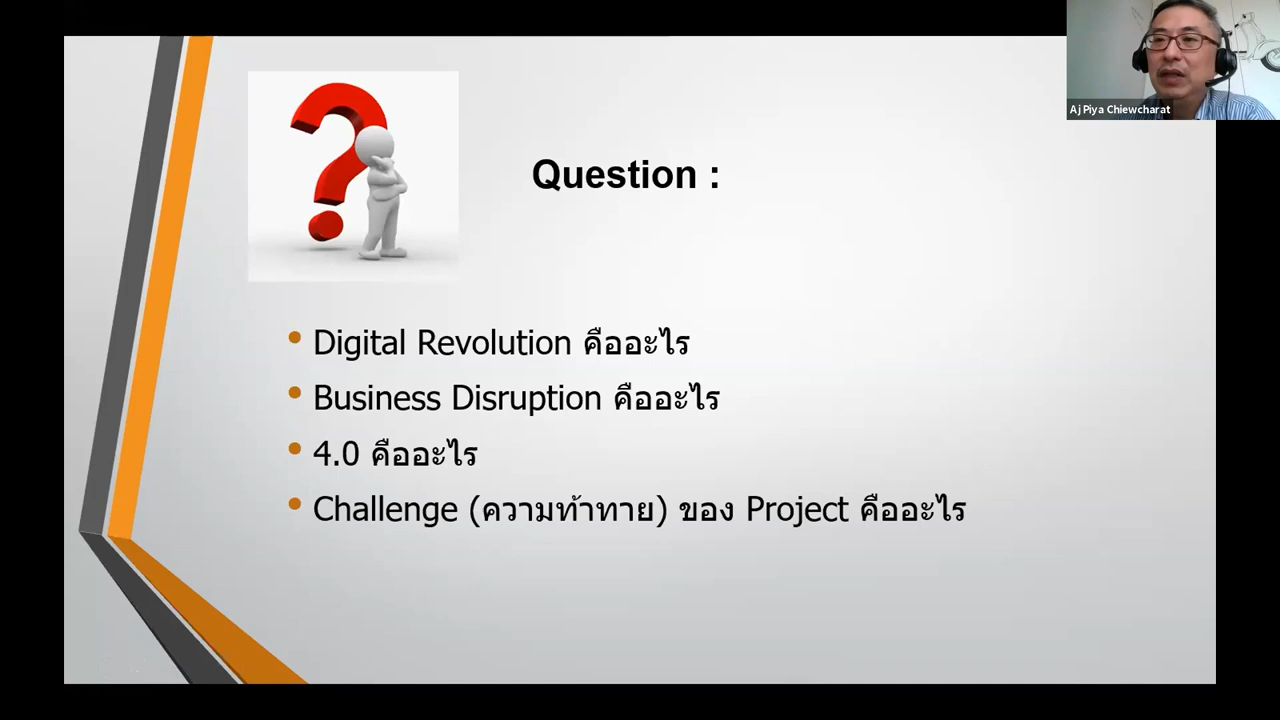 Aj Piya Chiewcharat
Question :
Digital Revolution คืออะไร
Business Disruption คืออะไร
4.0 คืออะไร
Challenge (ความท้าทาย) ของ Project คืออะไร